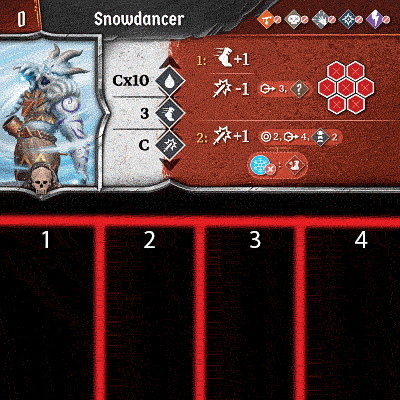 0 Snowdancer
Cx10
3
C
1: +1
-1 3, ?
2: +1 2, 4, 2
:
1 2 3 4